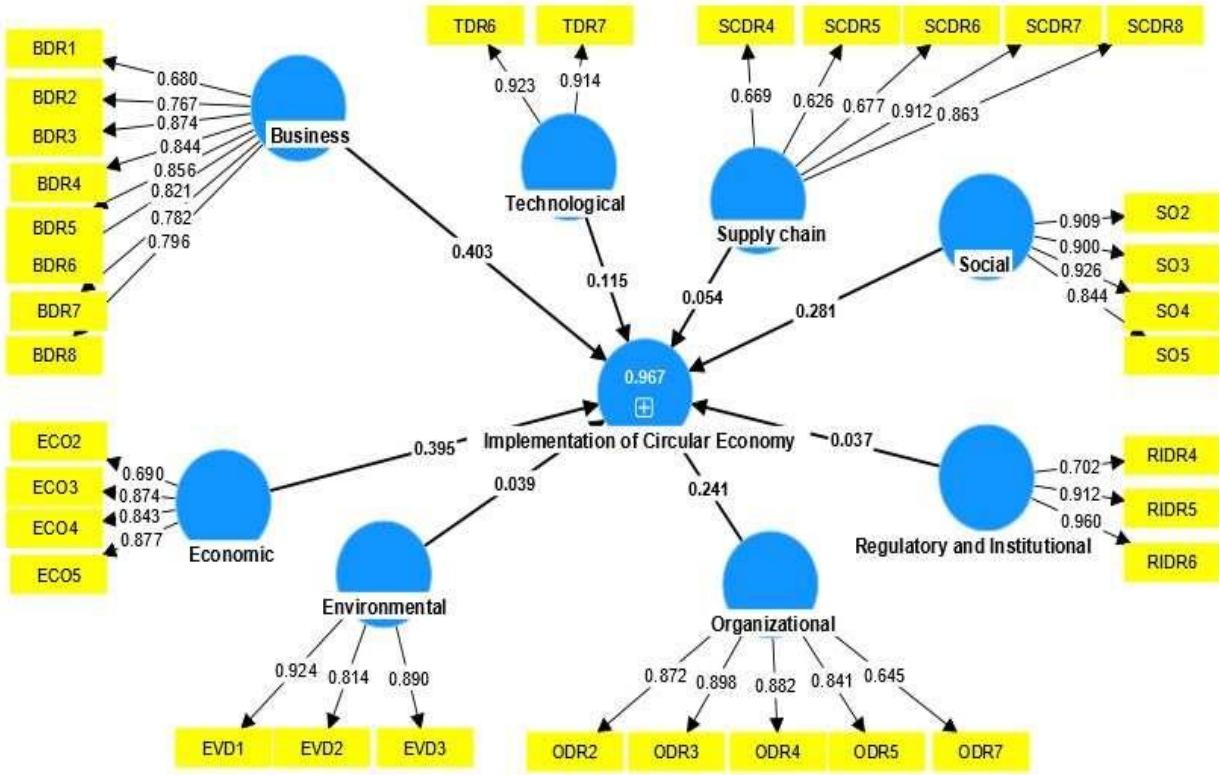 TDR6
TDR7
SCDR4
SCDR5
SCDR6
SCDR7
SCDR8
BDR1
BDR2
BDR3
BDR4
BDR5
BDR6
BDR7
BDR8
0.680
0.767
0.874
0.844
0.856
0.821
0.782
0.796
Business
0.923
0.914
Technological
0.669
0.626
0.677
0.912
0.863
Supply chain
Social
0.909
0.900
0.926
0.844
SO2
SO3
SO4
SO5
0.403
0.115
0.054
0.281
0.967
Implementation of Circular Economy
0.395
0.039
0.241
0.037
ECO2
ECO3
ECO4
ECO5
0.690
0.874
0.843
0.877
Economic
Environmental
0.924
0.814
0.890
EVD1
EVD2
EVD3
Organizational
0.872
0.898
0.882
0.841
0.645
ODR2
ODR3
ODR4
ODR5
ODR7
Regulatory and Institutional
0.702
0.912
0.960
RIDR4
RIDR5
RIDR6